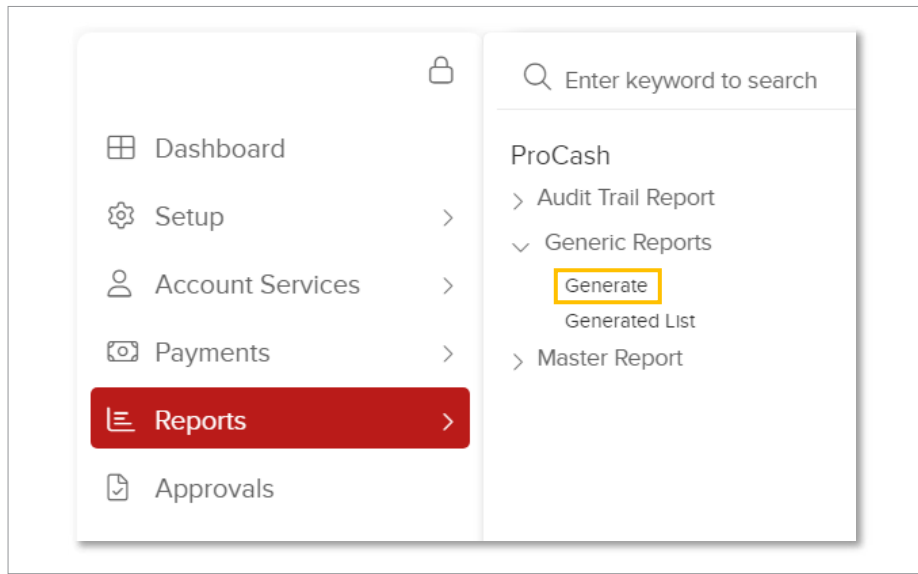 Dashboard
Setup
Account Services
Payments
Reports
Approvals
Enter keyword to search
ProCash
Audit Trail Report
Generic Reports
Generate
Generated List
Master Report